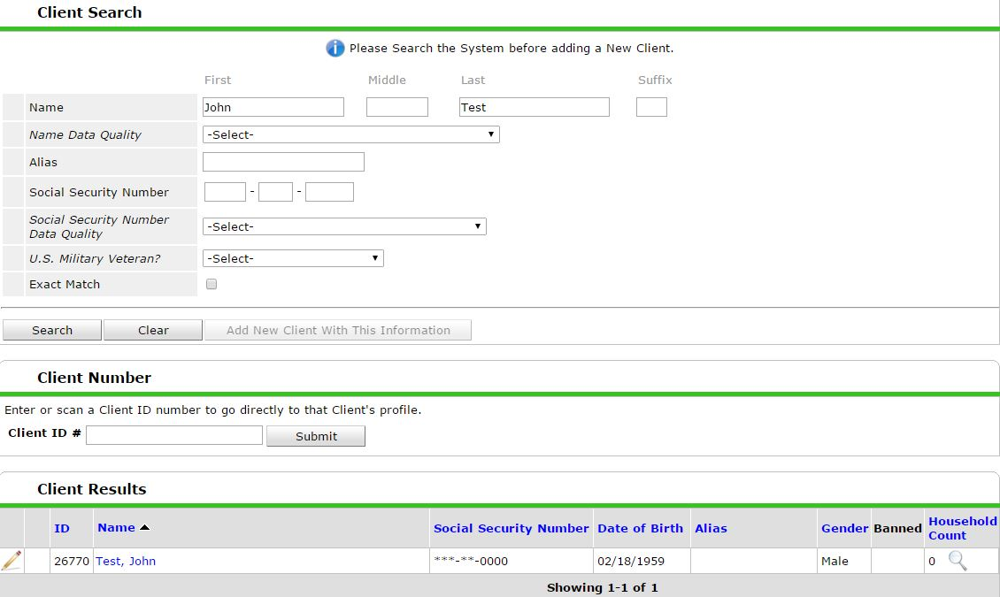 Client Search
Please Search the System before adding a New Client.
First Middle Last Suffix
Name John Test
Name Data Quality -Select-
Alias
Social Security Number - -
Social Security Number
Data Quality -Select-
U.S. Military Veteran? -Select-
Exact Match
Search Clear Add New Client With This Information
Client Number
Enter or scan a Client ID number to go directly to that Client's profile.
Client ID # Submit
Client Results
ID Name Social Security Number Date of Birth Alias Gender Banned Household
Count
26770 Test, John ***-**-0000 02/18/1959 Male 0
Showing 1-1 of 1